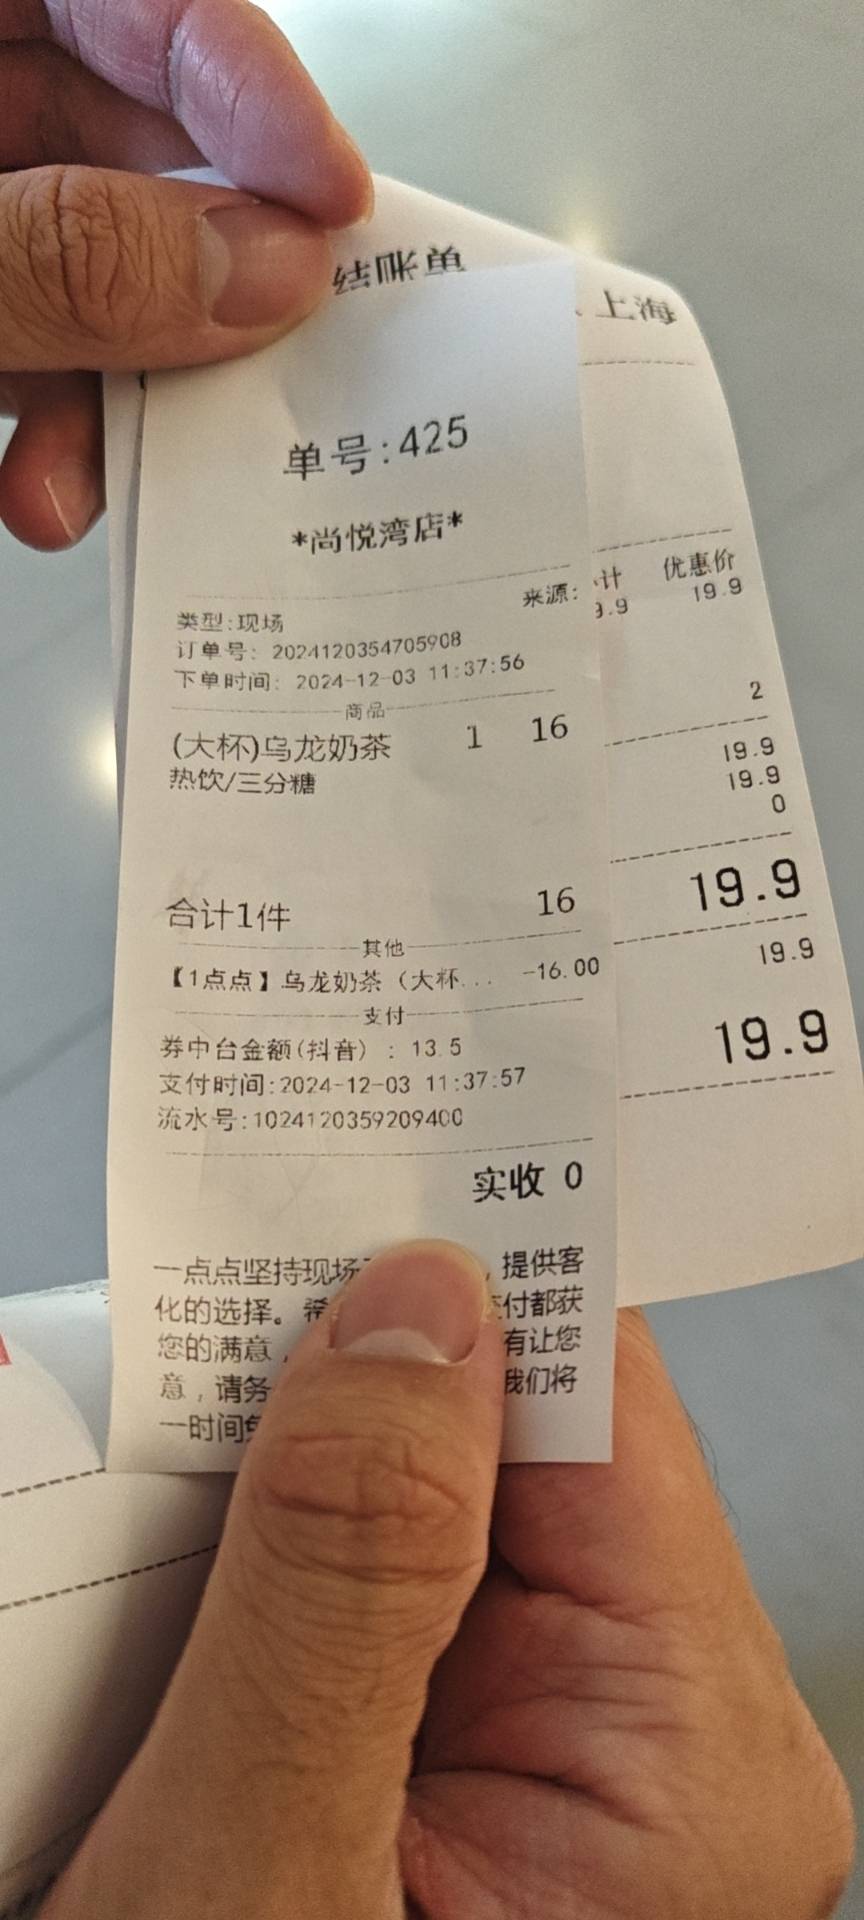 结账单
上海
单号:425
*尚悦湾店*
类型:现场 来源:
订单号: 2024120354705908
下单时间: 2024-12-03 11:37:56
商品
(大杯)乌龙奶茶 1 16
热饮/三分糖
合计1件 16
其他
【1点点】乌龙奶茶（大杯... -16.00
支付
券中台金额(抖音) : 13.5
支付时间:2024-12-03 11:37:57
流水号:1024120359209400
实收 0
一点点坚持现场 ，提供客
化的选择。希 交付都获
您的满意， 有让您
意，请务 我们将
一时间
计 优惠价
9.9 19.9
2
19.9
19.9
0
19.9
19.9
19.9